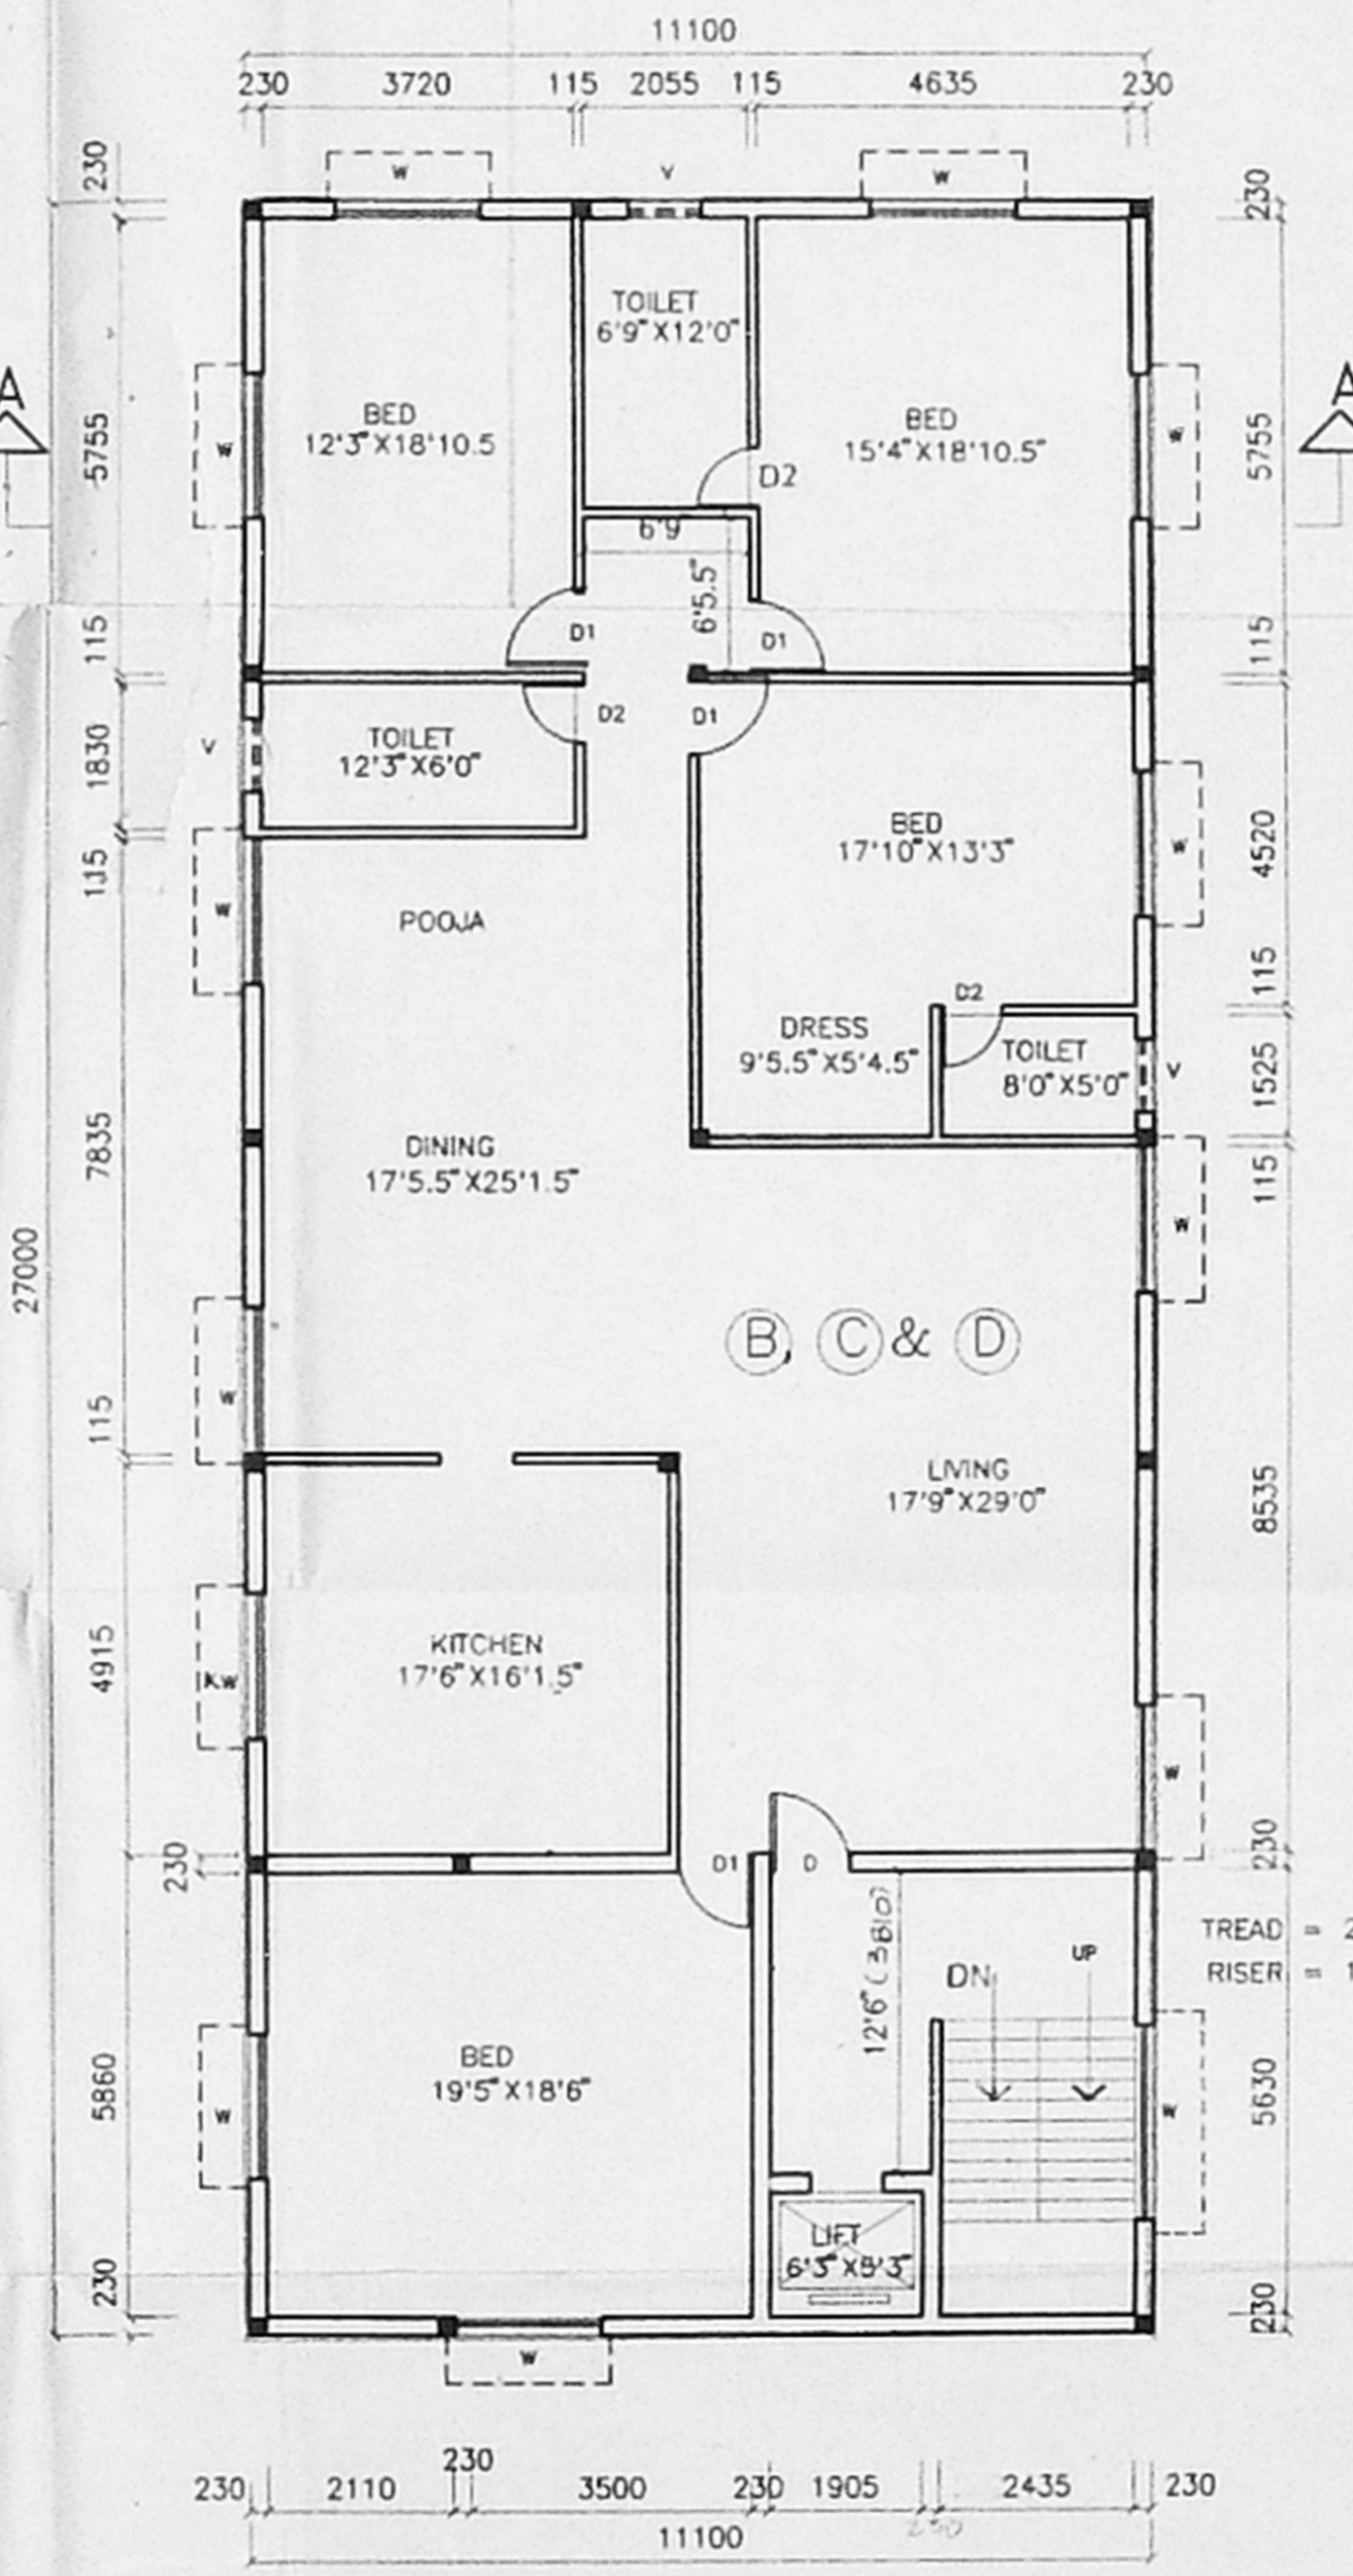 11100
230 3720 115 2055 115 4635 230
230
W
V
W
230
TOILET
6'9"X12'0"
A
A
BED
12'3"X18'10.5
BED
15'4"X18'10.5"
5755
W
W
5755
D2
6'9"
6'5.5"
115
D1
D1
115
D2
D1
V
TOILET
12'3"X6'0"
1830
BED
17'10"X13'3"
W
4520
115
W
POOJA
115
D2
DRESS
9'5.5"X5'4.5"
TOILET
8'0"X5'0"
V
1525
DINING
17'5.5"X25'1.5"
7835
115
W
27000
B, C & D
W
115
LIVING
17'9"X29'0"
8535
KITCHEN
17'6"X16'1.5"
4915
KW
W
230
D1
D
230
12'6" (3810)
TREAD = 2
RISER = 1
DN
UP
BED
19'5"X18'6"
5860
W
W
5630
LIFT
230
230
W
230
230 2110 3500 230 1905 2435 230
230
11100